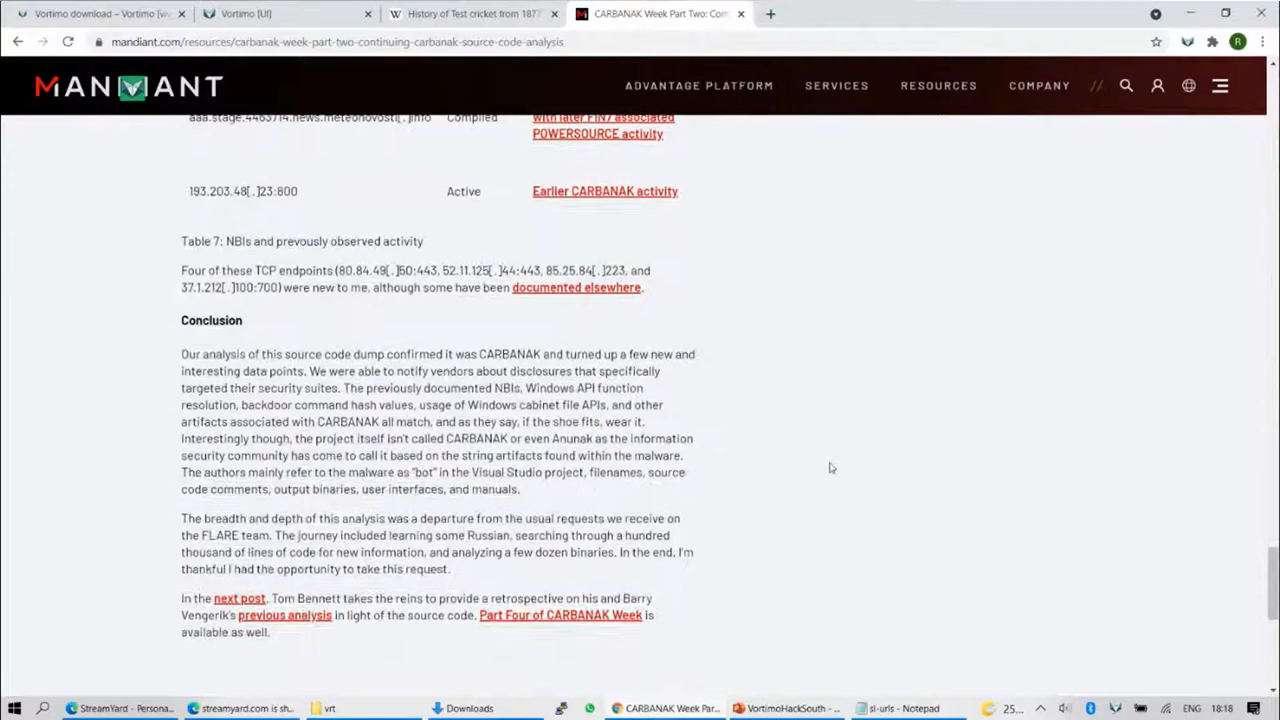 Vortimo download – Vortimo [we
Vortimo [UI]
History of Test cricket from 187
CARBANAK Week Part Two: Con
mandiant.com/resources/carbanak-week-part-two-continuing-carbanak-source-code-analysis
R
MANDIANT
ADVANTAGE PLATFORM SERVICES RESOURCES COMPANY //
aaa.stage.4463714.news.meteonovosti[.]info Compiled with later FIN7 associated
POWERSOURCE activity
193.203.48[.]23:800 Active Earlier CARBANAK activity
Table 7: NBIs and prevously observed activity
Four of these TCP endpoints (80.84.49[.]50:443, 52.11.125[.]44:443, 85.25.84[.]223, and
37.1.212[.]100:700) were new to me, although some have been documented elsewhere.
Conclusion
Our analysis of this source code dump confirmed it was CARBANAK and turned up a few new and
interesting data points. We were able to notify vendors about disclosures that specifically
targeted their security suites. The previously documented NBIs, Windows API function
resolution, backdoor command hash values, usage of Windows cabinet file APIs, and other
artifacts associated with CARBANAK all match, and as they say, if the shoe fits, wear it.
Interestingly though, the project itself isn't called CARBANAK or even Anunak as the information
security community has come to call it based on the string artifacts found within the malware.
The authors mainly refer to the malware as "bot" in the Visual Studio project, filenames, source
code comments, output binaries, user interfaces, and manuals.
The breadth and depth of this analysis was a departure from the usual requests we receive on
the FLARE team. The journey included learning some Russian, searching through a hundred
thousand of lines of code for new information, and analyzing a few dozen binaries. In the end, I'm
thankful I had the opportunity to take this request.
In the next post, Tom Bennett takes the reins to provide a retrospective on his and Barry
Vengerik's previous analysis in light of the source code. Part Four of CARBANAK Week is
available as well.
StreamYard - Persona...
streamyard.com is sh...
vrt
Downloads
CARBANAK Week Par...
VortimoHackSouth - ...
sl-urls - Notepad
25...
ENG
18:18